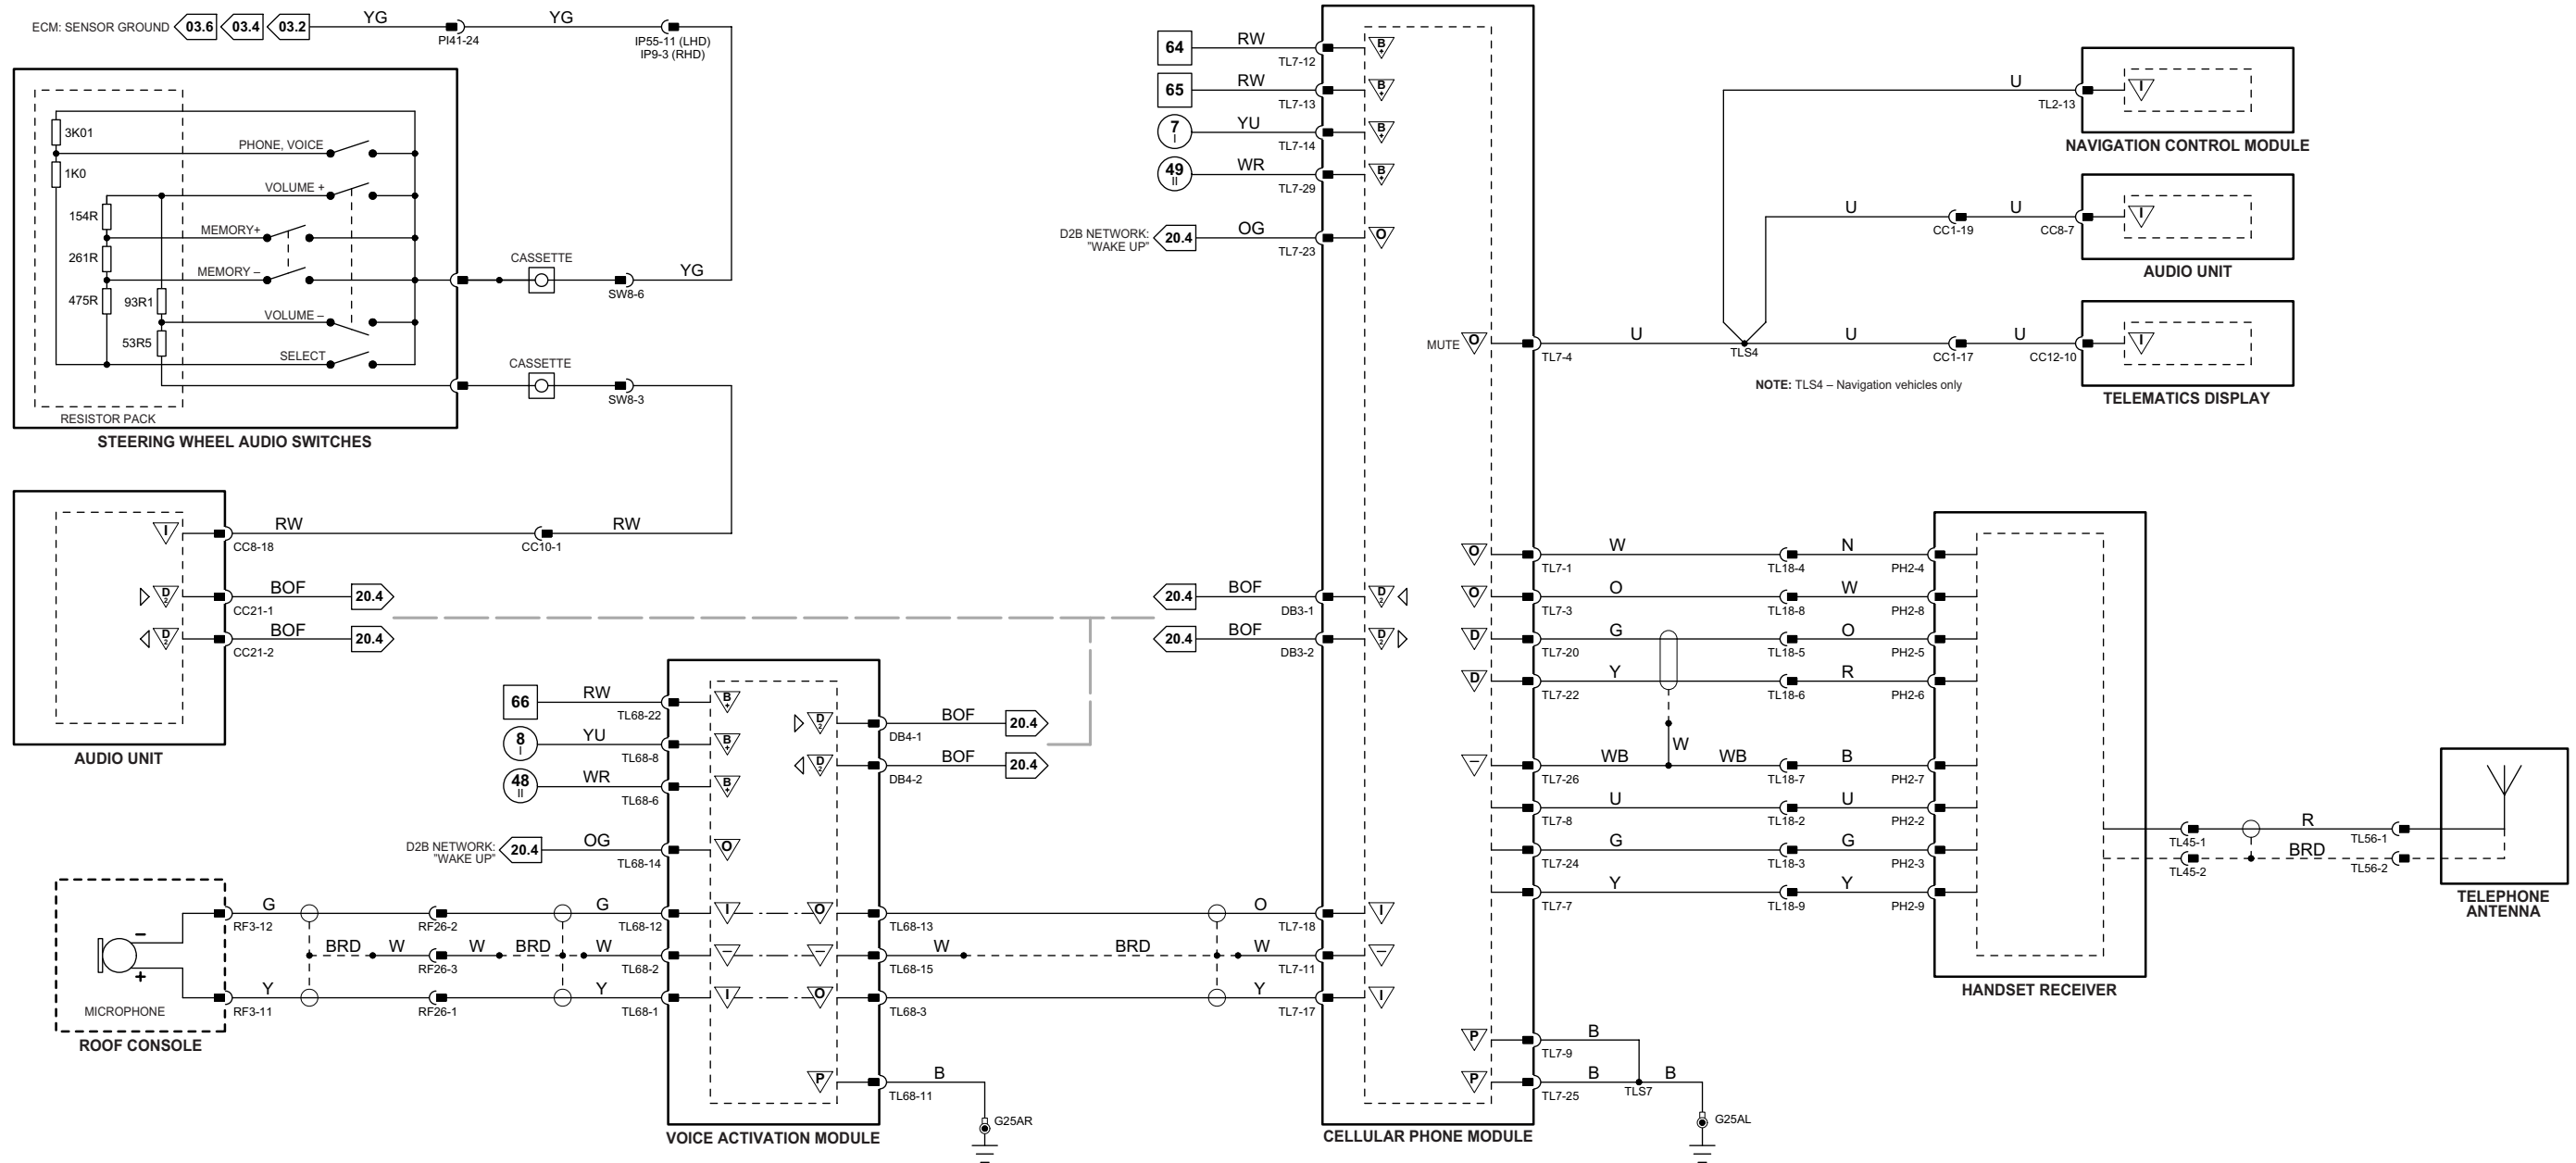 ECM: SENSOR GROUND 03.6 03.4 03.2 YG YG
PI41-24
IP55-11 (LHD)
IP9-3 (RHD)
3K01
1K0
154R
261R
475R
93R1
53R5
PHONE, VOICE
VOLUME +
MEMORY+
MEMORY –
VOLUME –
SELECT
RESISTOR PACK
STEERING WHEEL AUDIO SWITCHES
CASSETTE
SW8-6
YG
CASSETTE
SW8-3
I
CC8-18
RW
CC10-1
RW
D2
CC21-1
BOF
20.4
D2
CC21-2
BOF
20.4
AUDIO UNIT
66 RW
TL68-22
B+
8 I YU
TL68-8
B+
48 II WR
TL68-6
B+
D2B NETWORK:
"WAKE UP"
20.4 OG
TL68-14
O
D2
DB4-1
BOF
20.4
D2
DB4-2
BOF
20.4
– +
MICROPHONE
ROOF CONSOLE
RF3-12
G
RF26-2
G
TL68-12
I O
TL68-13
O
TL7-18
I
BRD W
RF26-3
W BRD W
TL68-2
– –
TL68-15
W BRD W
TL7-11
–
RF3-11
Y
RF26-1
Y
TL68-1
I O
TL68-3
Y
TL7-17
I
P
TL68-11
B
G25AR
VOICE ACTIVATION MODULE
64 RW
TL7-12
B+
65 RW
TL7-13
B+
7 I YU
TL7-14
B+
49 II WR
TL7-29
B+
D2B NETWORK:
"WAKE UP"
20.4 OG
TL7-23
O
20.4 BOF
DB3-1
D2
20.4 BOF
DB3-2
D2
MUTE O
TL7-4
U
TLS4
U
CC1-17
U
CC12-10
I
TELEMATICS DISPLAY
U
TL2-13
I
NAVIGATION CONTROL MODULE
U
CC1-19
U
CC8-7
I
AUDIO UNIT
NOTE: TLS4 – Navigation vehicles only
O
TL7-1
W
TL18-4
N
PH2-4
O
TL7-3
O
TL18-8
W
PH2-8
D
TL7-20
G
TL18-5
O
PH2-5
D
TL7-22
Y
TL18-6
R
PH2-6
W
–
TL7-26
WB WB
TL18-7
B
PH2-7
TL7-8
U
TL18-2
U
PH2-2
TL7-24
G
TL18-3
G
PH2-3
TL7-7
Y
TL18-9
Y
PH2-9
HANDSET RECEIVER
TL45-1
R
TL56-1
TL45-2
BRD
TL56-2
TELEPHONE
ANTENNA
P
TL7-9
B
P
TL7-25
B
TLS7
B
G25AL
CELLULAR PHONE MODULE